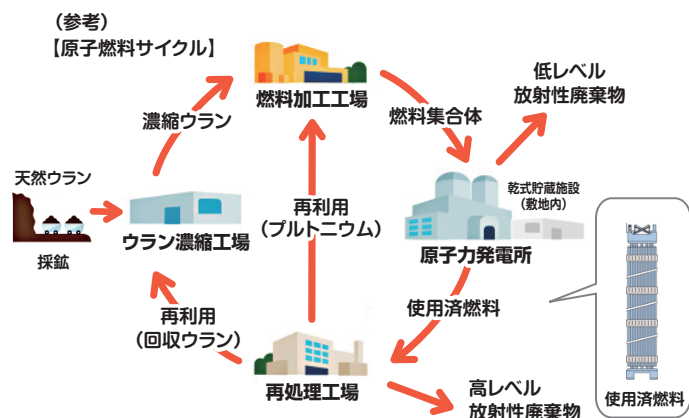 (参考)
【原子燃料サイクル】
燃料加工工場
低レベル
放射性廃棄物
濃縮ウラン
燃料集合体
天然ウラン
採鉱
ウラン濃縮工場
再利用
(プルトニウム)
乾式貯蔵施設
(敷地内)
原子力発電所
使用済燃料
再利用
(回収ウラン)
再処理工場
高レベル
放射性廃棄物
使用済燃料